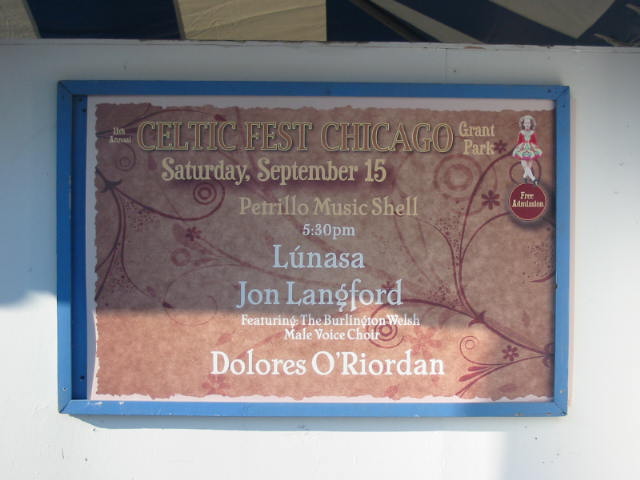 11th Annual
CELTIC FEST CHICAGO
Grant Park
Saturday, September 15
Free Admission
Petrillo Music Shell
5:30pm
Lúnasa
Jon Langford
Featuring: The Burlington Welsh
Male Voice Choir
Dolores O'Riordan